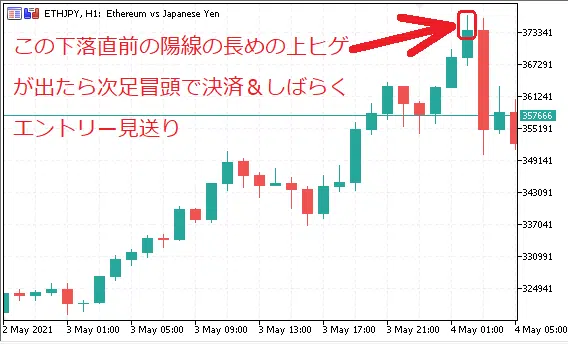 ETHJPY, H1: Ethereum vs Japanese Yen
この下落直前の陽線の長めの上ヒゲ
が出たら次足冒頭で決済＆しばらく
エントリー見送り
373341
367291
361241
357666
355191
349141
343091
337041
330991
324941
2 May 2021
3 May 01:00
3 May 05:00
3 May 09:00
3 May 13:00
3 May 17:00
3 May 21:00
4 May 01:00
4 May 05:00